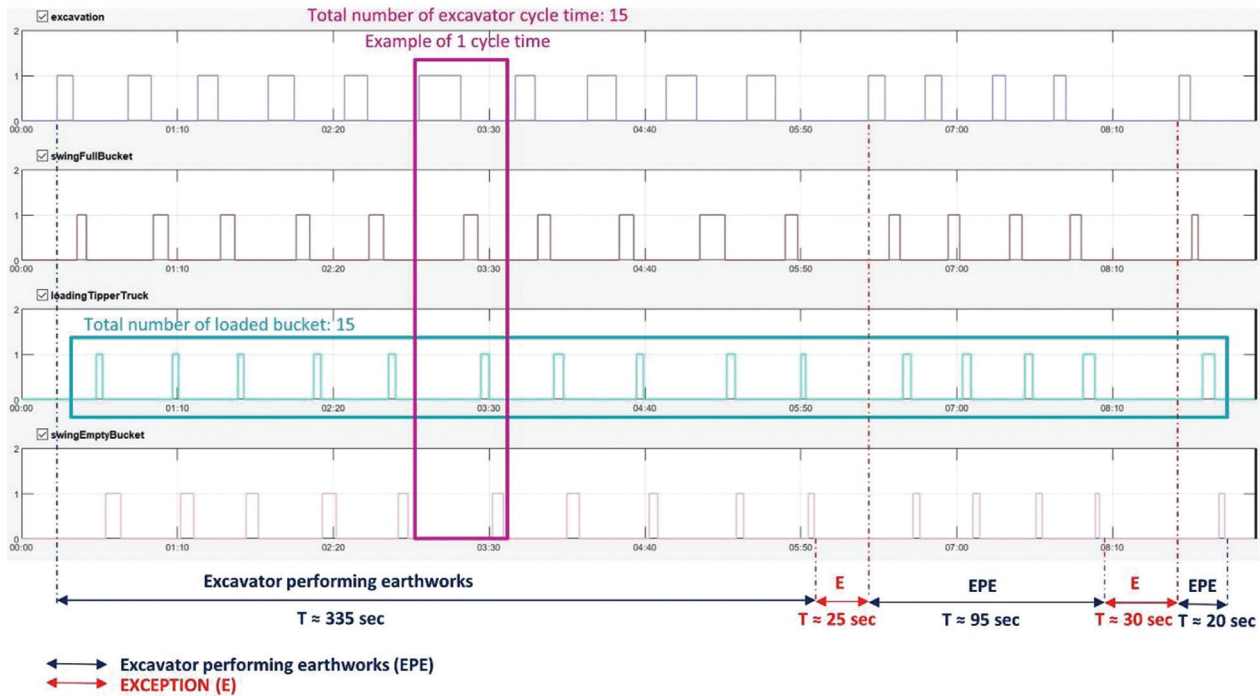 excavation
Total number of excavator cycle time: 15
Example of 1 cycle time
2
1
0
00:00 01:10 02:20 03:30 04:40 05:50 07:00 08:10
swingFullBucket
2
1
0
00:00 01:10 02:20 03:30 04:40 05:50 07:00 08:10
loadingTipperTruck
2
Total number of loaded bucket: 15
1
0
00:00 01:10 02:20 03:30 04:40 05:50 07:00 08:10
swingEmptyBucket
2
1
0
00:00 01:10 02:20 03:30 04:40 05:50 07:00 08:10
Excavator performing earthworks E EPE E EPE
T ≈ 335 sec T ≈ 25 sec T ≈ 95 sec T ≈ 30 sec T ≈ 20 sec
Excavator performing earthworks (EPE)
EXCEPTION (E)